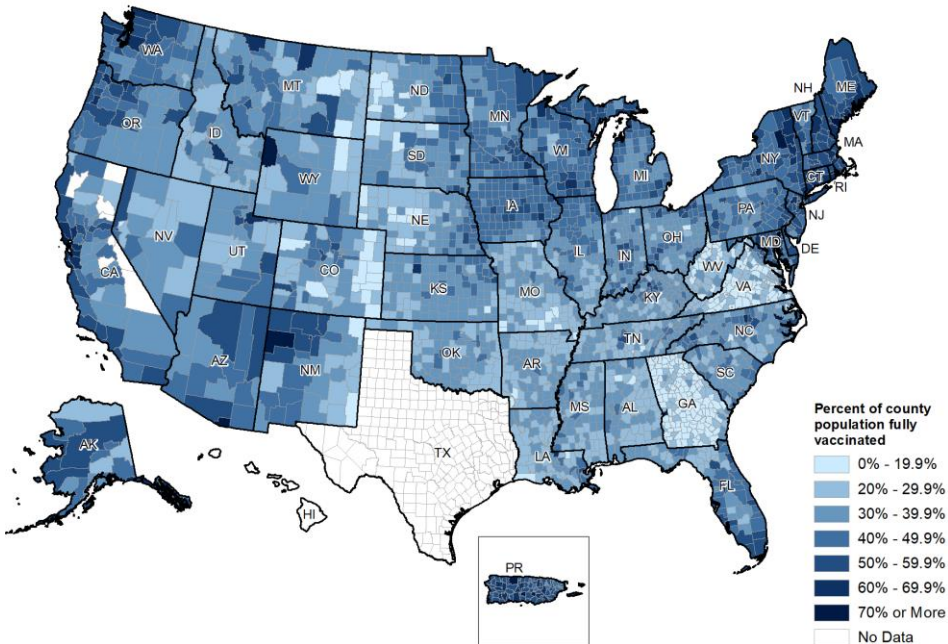 WA
MT
ND
MN
OR
ID
WY
SD
WI
MI
NH
VT
ME
NY
MA
CT
RI
NV
UT
CO
NE
IA
IL
IN
OH
PA
NJ
MD
DE
CA
KS
MO
KY
WV
VA
AZ
NM
OK
AR
TN
NC
SC
MS
AL
GA
TX
LA
FL
AK
HI
PR
Percent of county
population fully
vaccinated
0% - 19.9%
20% - 29.9%
30% - 39.9%
40% - 49.9%
50% - 59.9%
60% - 69.9%
70% or More
No Data